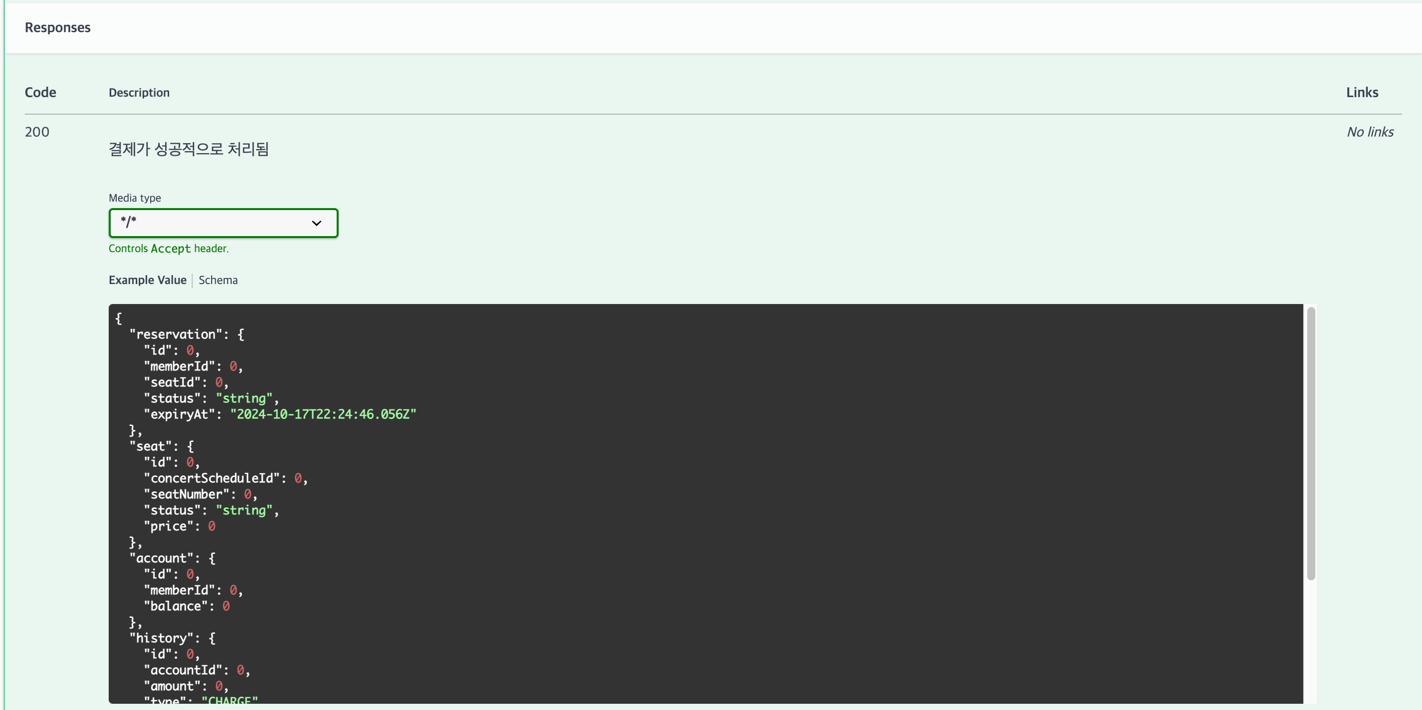 Responses
Code Description Links
200 No links
결제가 성공적으로 처리됨
Media type
*/*
Controls Accept header.
Example Value Schema
{
  "reservation": {
    "id": 0,
    "memberId": 0,
    "seatId": 0,
    "status": "string",
    "expiryAt": "2024-10-17T22:24:46.056Z"
  },
  "seat": {
    "id": 0,
    "concertScheduleId": 0,
    "seatNumber": 0,
    "status": "string",
    "price": 0
  },
  "account": {
    "id": 0,
    "memberId": 0,
    "balance": 0
  },
  "history": {
    "id": 0,
    "accountId": 0,
    "amount": 0,
    "type": "CHARGE"